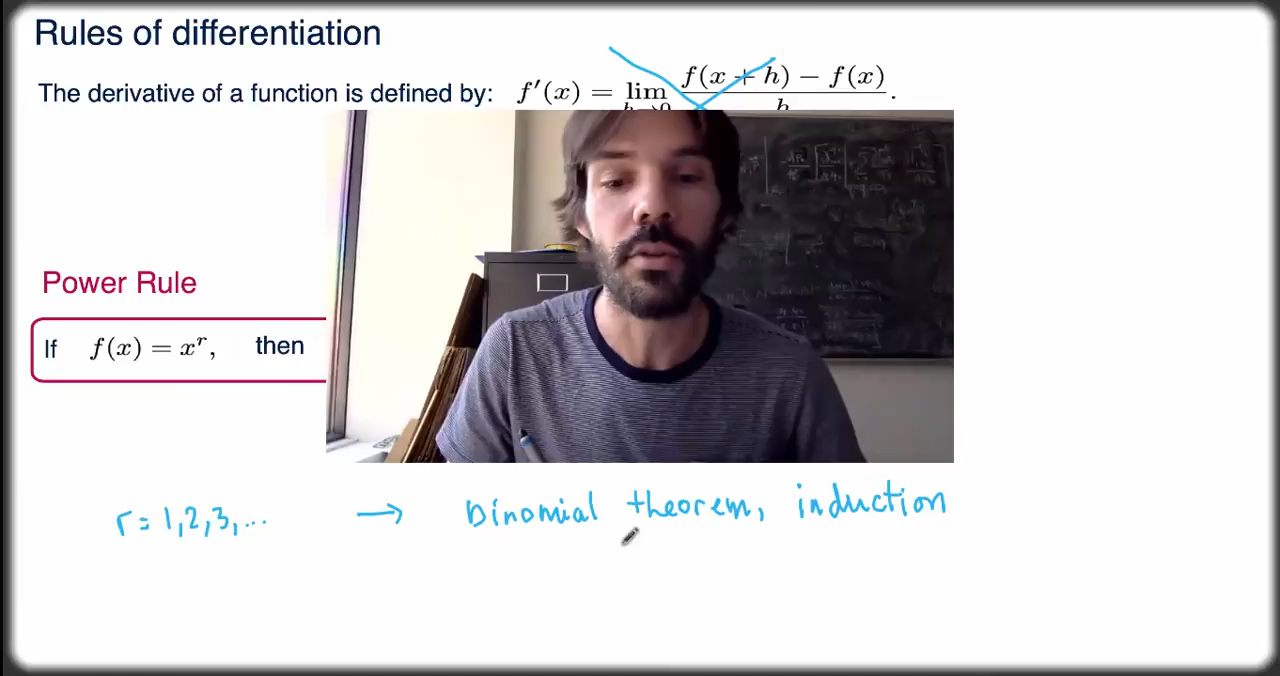 Rules of differentiation
The derivative of a function is defined by: f'(x) = lim h→0 f(x + h) − f(x) / h .
Power Rule
If f(x) = x^r, then
r = 1,2,3,... → Binomial theorem, induction